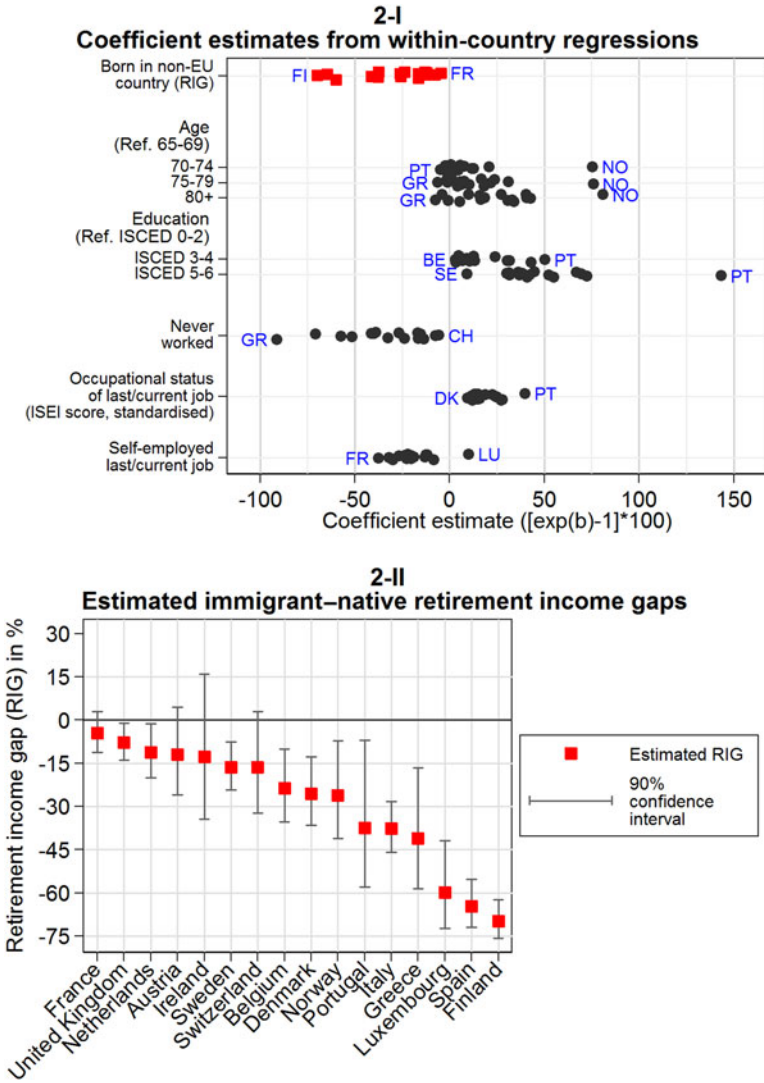 2-I
Coefficient estimates from within-country regressions
Born in non-EU
country (RIG)
FI
FR
Age
(Ref. 65-69)
70-74
PT
NO
75-79
GR
NO
80+
GR
NO
Education
(Ref. ISCED 0-2)
ISCED 3-4
BE
PT
ISCED 5-6
SE
PT
Never
worked
GR
CH
Occupational status
of last/current job
(ISEI score, standardised)
DK
PT
Self-employed
last/current job
FR
LU
-100 -50 0 50 100 150
Coefficient estimate ([exp(b)-1]*100)
2-II
Estimated immigrant–native retirement income gaps
Retirement income gap (RIG) in %
30
15
0
-15
-30
-45
-60
-75
France
United Kingdom
Netherlands
Austria
Ireland
Sweden
Switzerland
Belgium
Denmark
Norway
Portugal
Italy
Greece
Luxembourg
Spain
Finland
Estimated RIG
90%
confidence
interval